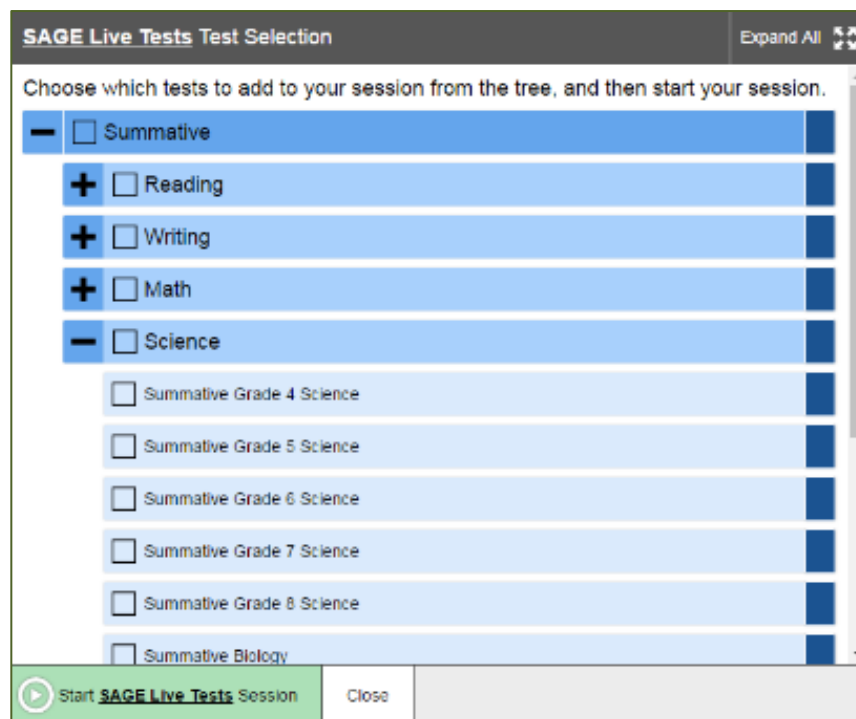 SAGE Live Tests Test Selection Expand All
Choose which tests to add to your session from the tree, and then start your session.
Summative
Reading
Writing
Math
Science
Summative Grade 4 Science
Summative Grade 5 Science
Summative Grade 6 Science
Summative Grade 7 Science
Summative Grade 8 Science
Summative Biology
Start SAGE Live Tests Session Close